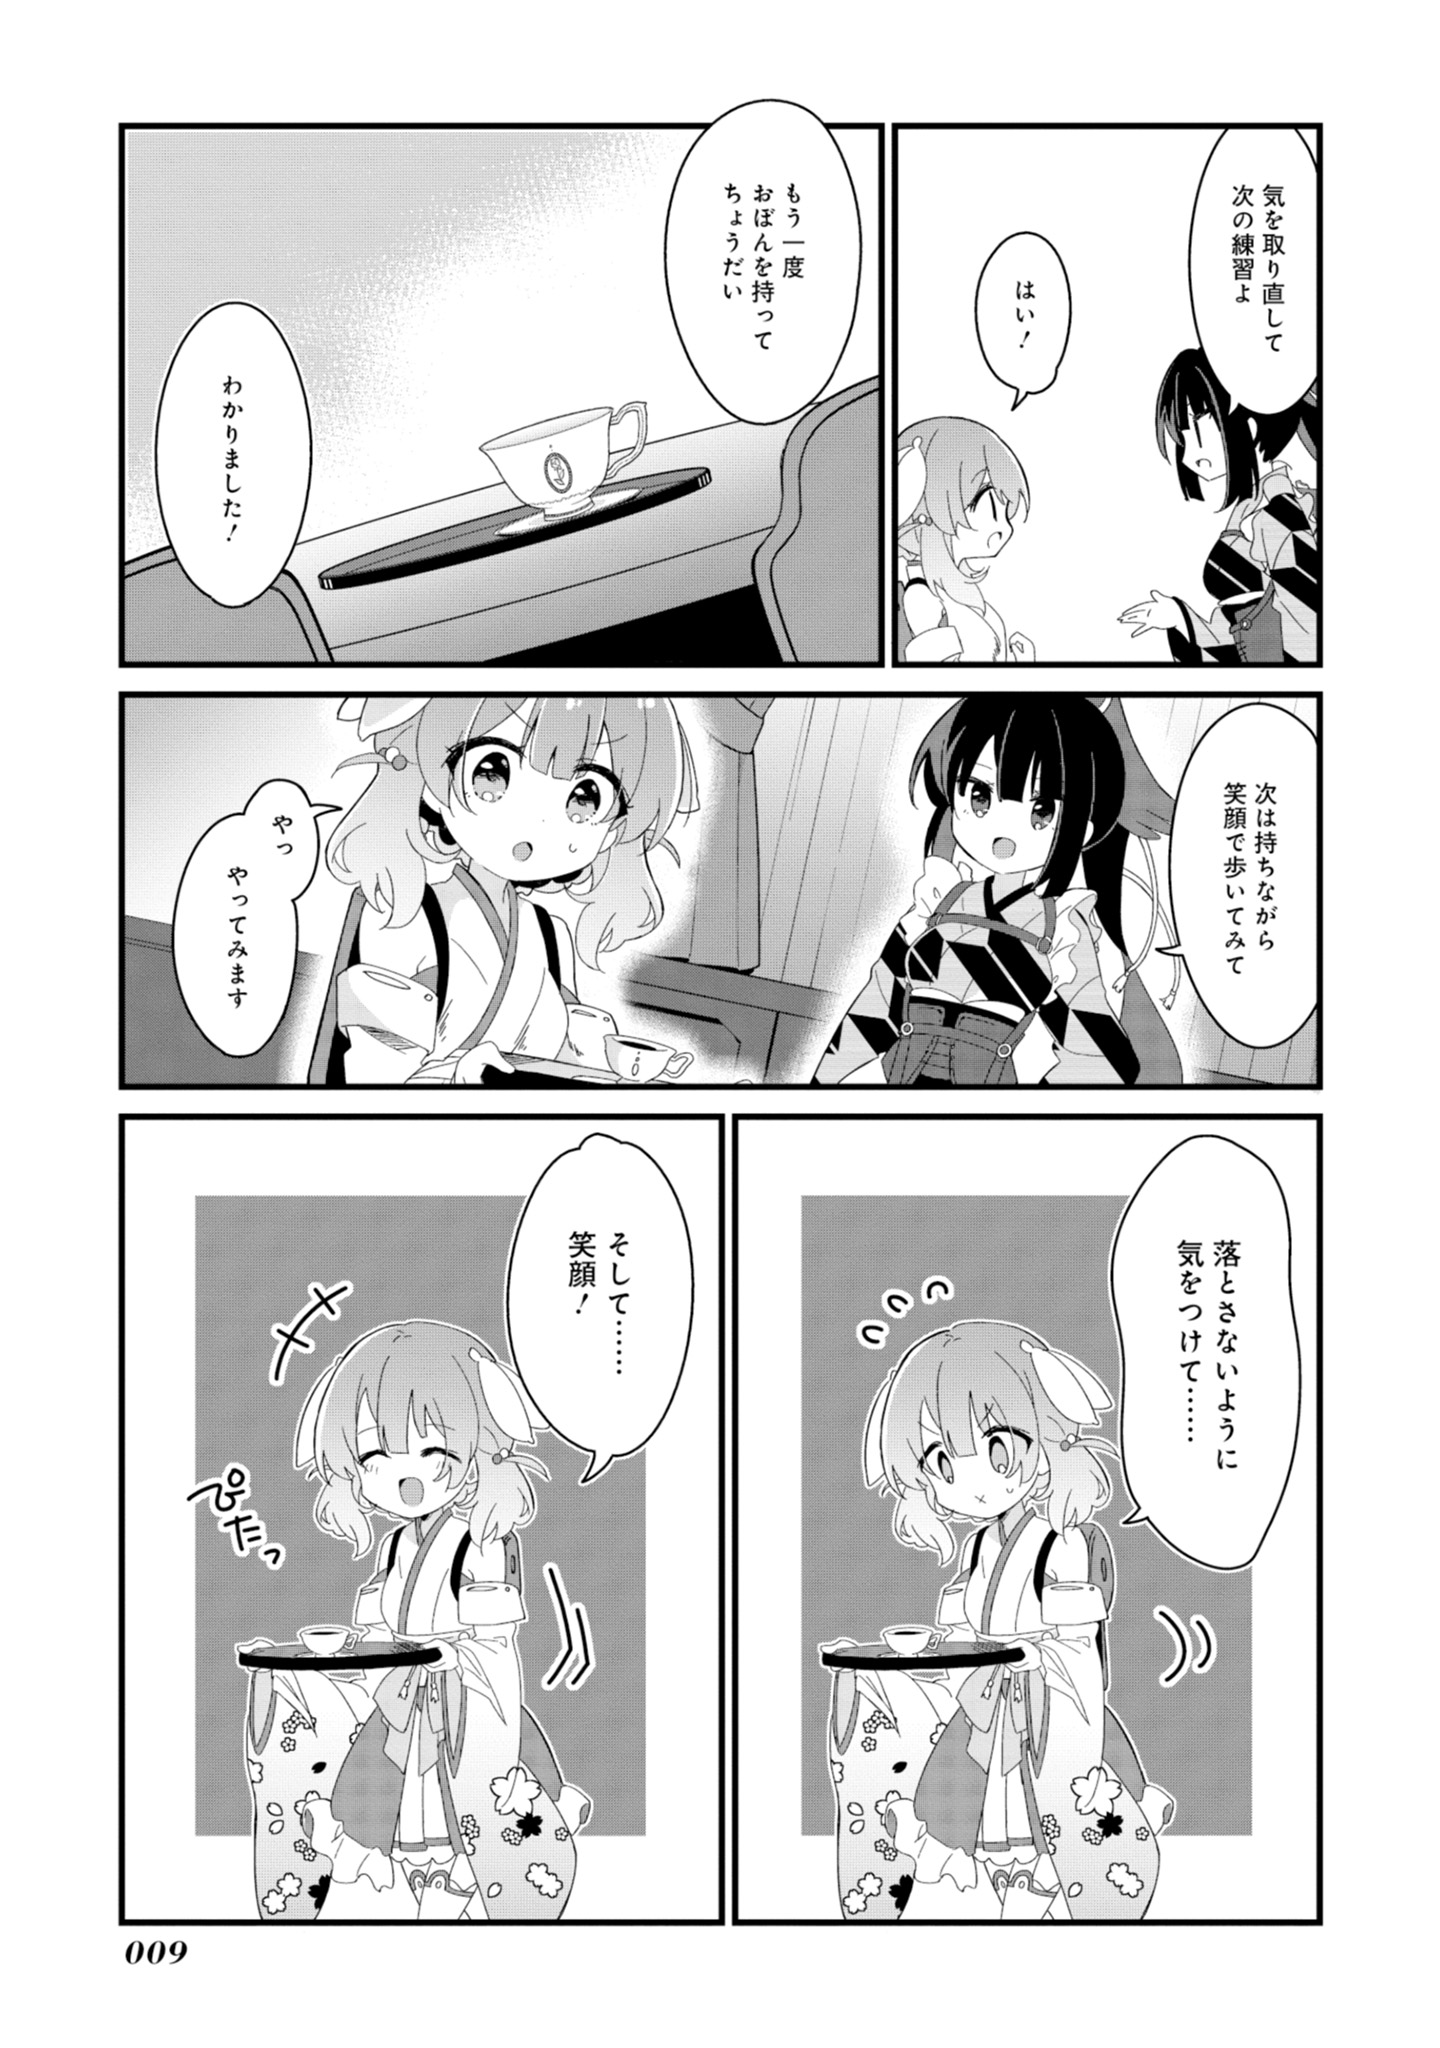 気を取り直して
次の練習よ
はい!
もう一度
おぼんを持って
ちょうだい
わかりました!
次は持ちながら
笑顔で歩いてみて
やっ
やってみます
落とさないように
気をつけて……
そして……
笑顔!
ぴたっ
009